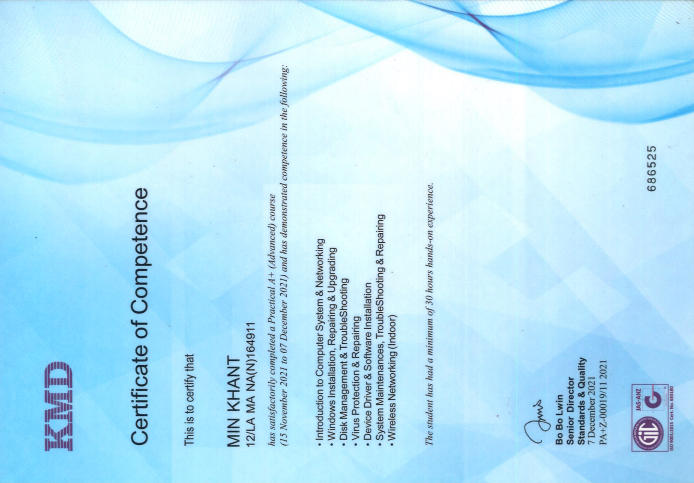 KMD
Certificate of Competence
This is to certify that
MIN KHANT
12/LA MA NA(N)164911
has satisfactorily completed a Practical A+ (Advanced) course
(15 November 2021 to 07 December 2021) and has demonstrated competence in the following:
• Introduction to Computer System & Networking
• Windows Installation, Repairing & Upgrading
• Disk Management & TroubleShooting
• Virus Protection & Repairing
• Device Driver & Software Installation
• System Maintenances, TroubleShooting & Repairing
• Wireless Networking (Indoor)
The student has had a minimum of 30 hours hands-on experience.
Bo Bo Lwin
Senior Director
Standards & Quality
7 December 2021
PA+Z-00019/11 2021
GIC
JAS-ANZ
686525